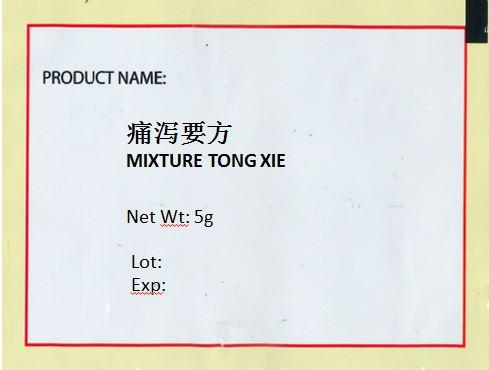 PRODUCT NAME:
痛泻要方
MIXTURE TONG XIE
Net Wt: 5g
Lot:
Exp: